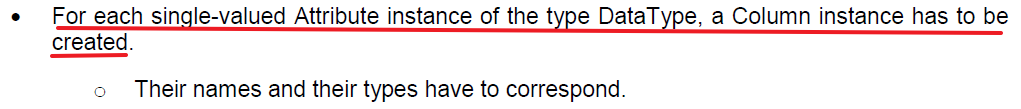 • For each single-valued Attribute instance of the type DataType, a Column instance has to be
created.
o Their names and their types have to correspond.